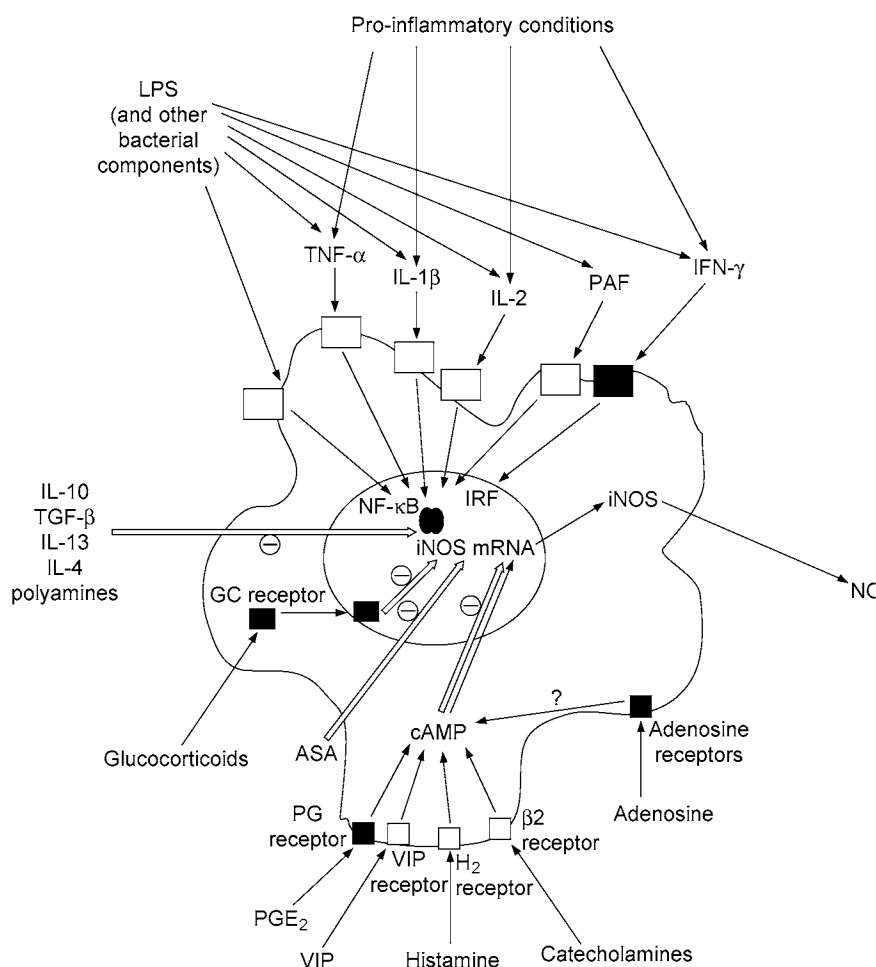 Pro-inflammatory conditions
LPS
(and other
bacterial
components)
TNF-α
IL-1β
IL-2
PAF
IFN-γ
NF-κB
IRF
iNOS
IL-10
TGF-β
IL-13
IL-4
polyamines
iNOS mRNA
NO
GC receptor
?
cAMP
Adenosine
receptors
Glucocorticoids
ASA
Adenosine
PG
receptor
β2
receptor
VIP
receptor
H2
receptor
PGE2
VIP
Histamine
Catecholamines